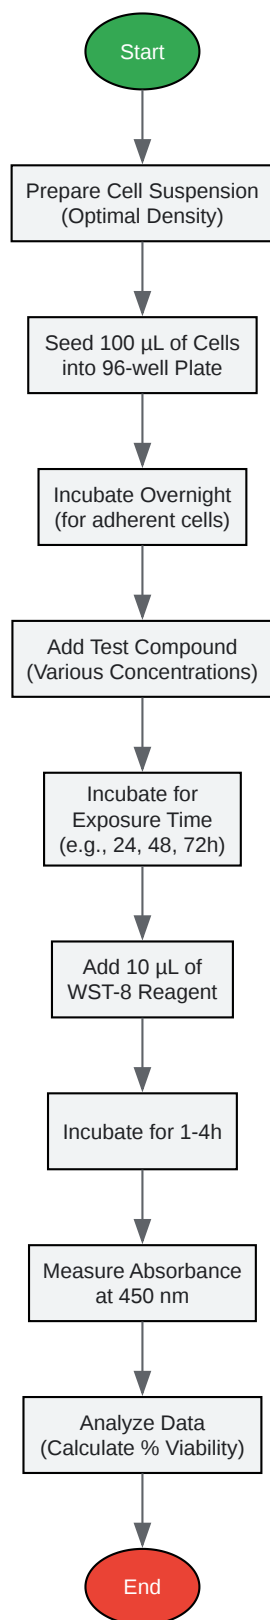 Start
Prepare Cell Suspension
(Optimal Density)
Seed 100 µL of Cells
into 96-well Plate
Incubate Overnight
(for adherent cells)
Add Test Compound
(Various Concentrations)
Incubate for
Exposure Time
(e.g., 24, 48, 72h)
Add 10 µL of
WST-8 Reagent
Incubate for 1-4h
Measure Absorbance
at 450 nm
Analyze Data
(Calculate % Viability)
End